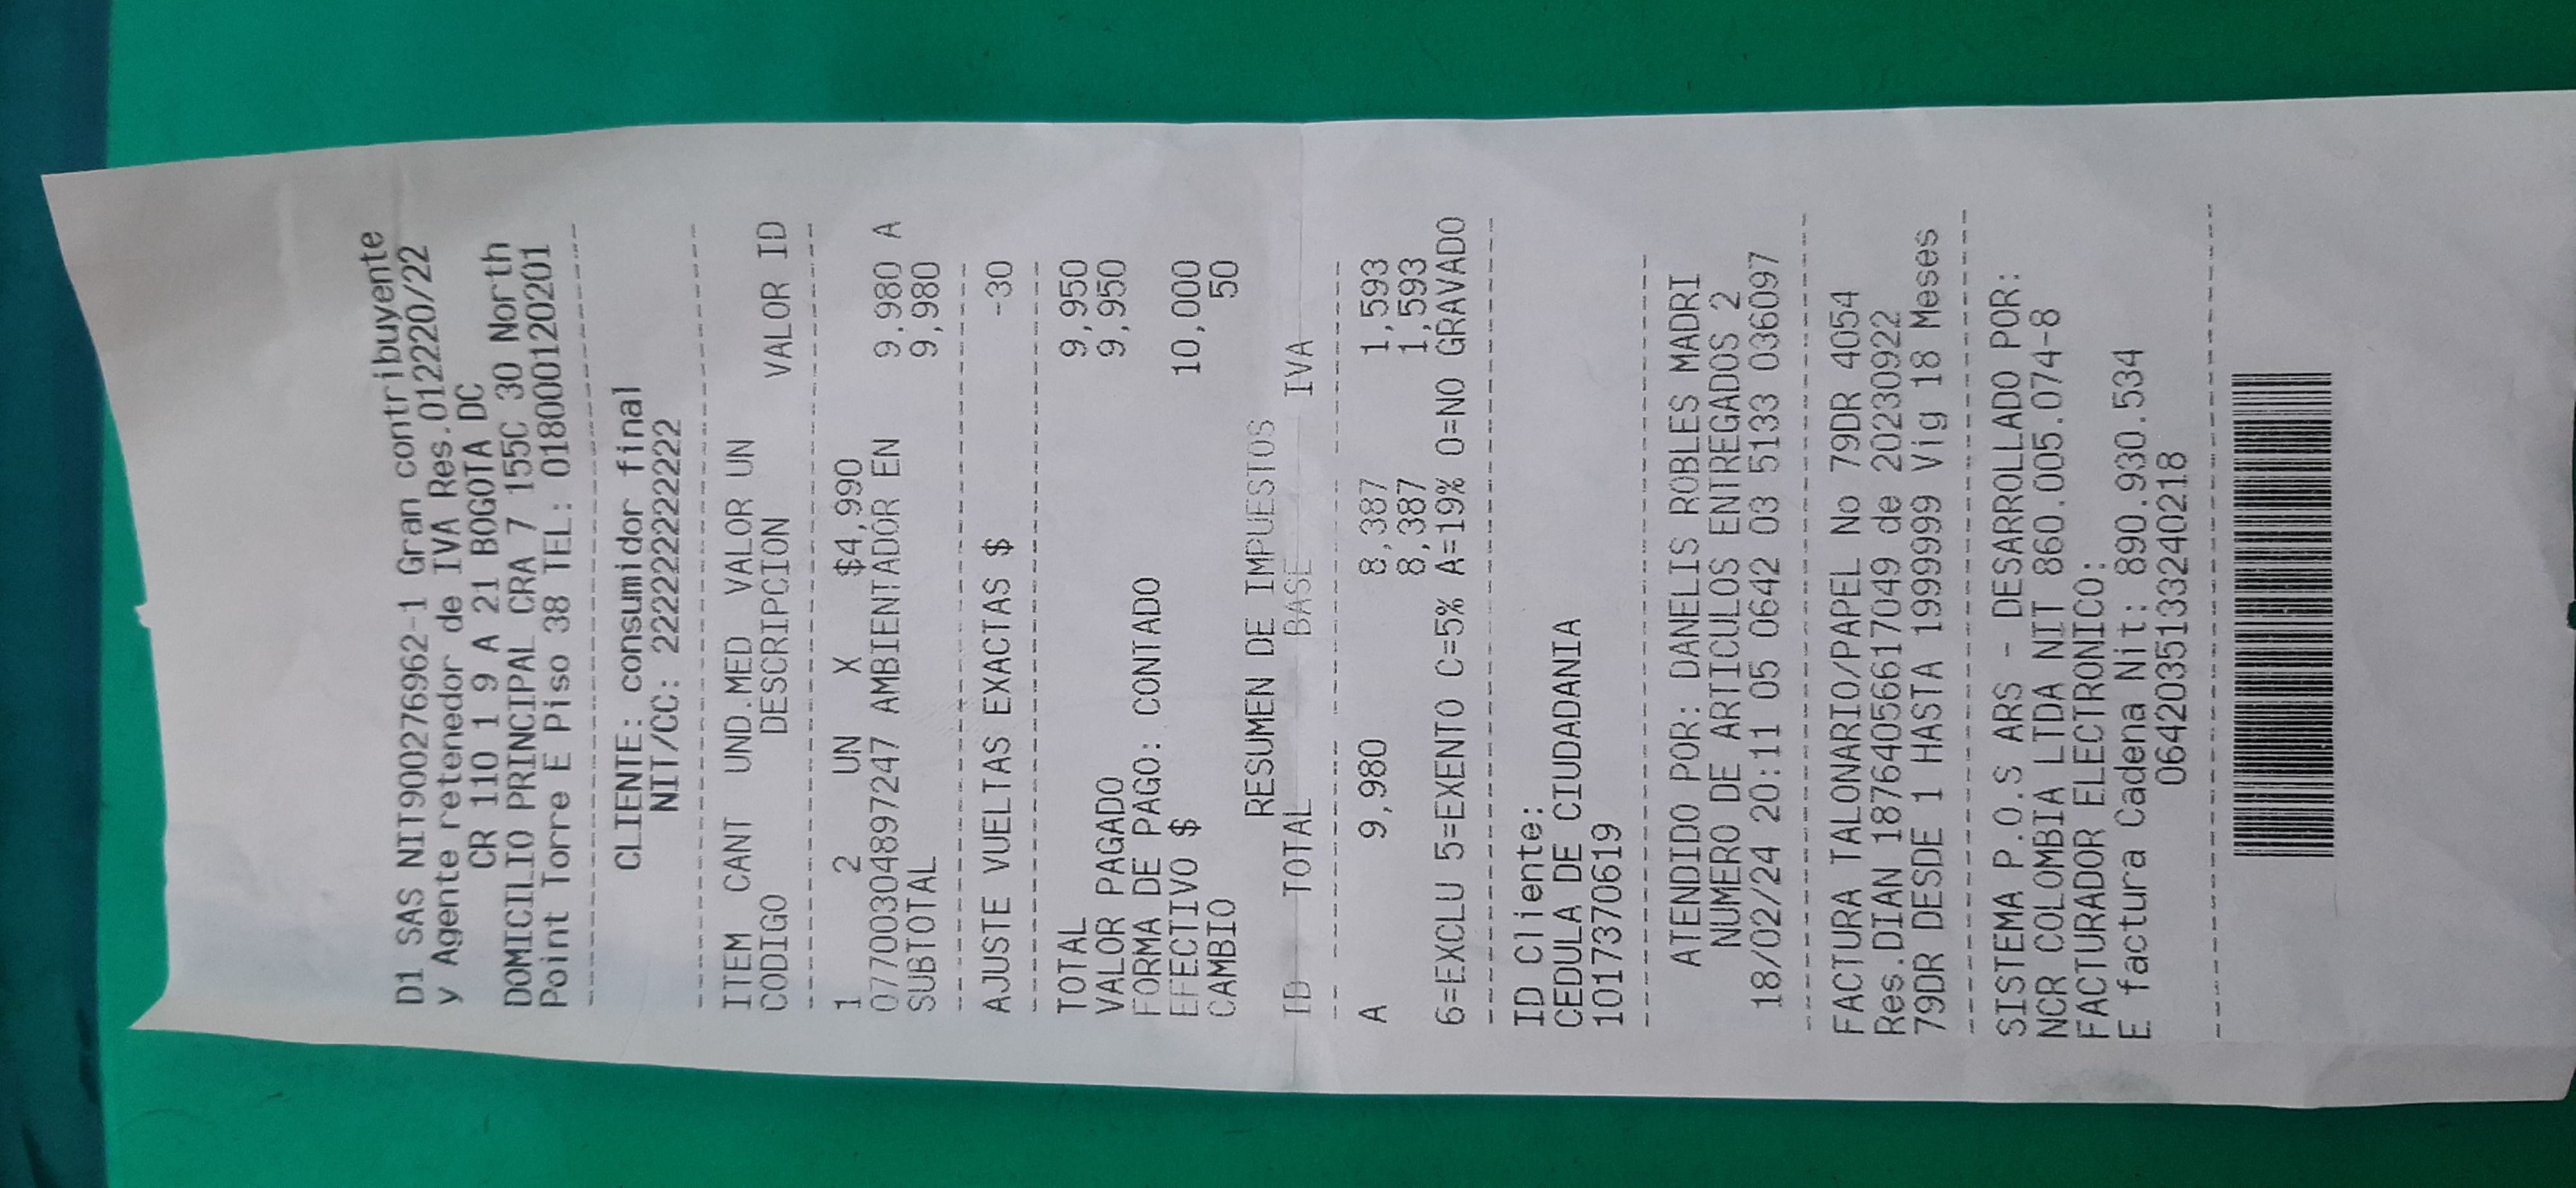 D1 SAS NIT900276962-1 Gran contribuyente
y Agente retenedor de IVA Res.012220/22
CR 110 1 9 A 21 BOGOTA DC
DOMICILIO PRINCIPAL CRA 7 155C 30 North
Point Torre E Piso 38 TEL: 018000120201
CLIENTE: consumidor final
NIT/CC: 222222222222
ITEM CANT UND.MED VALOR UN VALOR ID
CODIGO DESCRIPCION
1 2 UN X $4,990
0770030489​7247 AMBIENTADOR EN 9.980 A
SUBTOTAL 9,980
AJUSTE VUELTAS EXACTAS $ -30
TOTAL 9,950
VALOR PAGADO 9,950
FORMA DE PAGO: CONTADO
EFECTIVO $ 10,000
CAMBIO 50
RESUMEN DE IMPUESTOS
ID TOTAL BASE IVA
A 9,980 8,387 1,593
8,387 1,593
6=EXCLU 5=EXENTO C=5% A=19% 0=NO GRAVADO
ID Cliente:
CEDULA DE CIUDADANIA
1017370619
ATENDIDO POR: DANELIS ROBLES MADRI
NUMERO DE ARTICULOS ENTREGADOS 2
18/02/24 20:11 05 0642 03 5133 036097
FACTURA TALONARIO/PAPEL No 79DR 4054
Res.DIAN 18764056617049 de 20230922
79DR DESDE 1 HASTA 1999999 Vig 18 Meses
SISTEMA P.O.S ARS - DESARROLLADO POR:
NCR COLOMBIA LTDA NIT 860.005.074-8
FACTURADOR ELECTRONICO:
E factura Cadena Nit: 890.930.534
0642035133240218